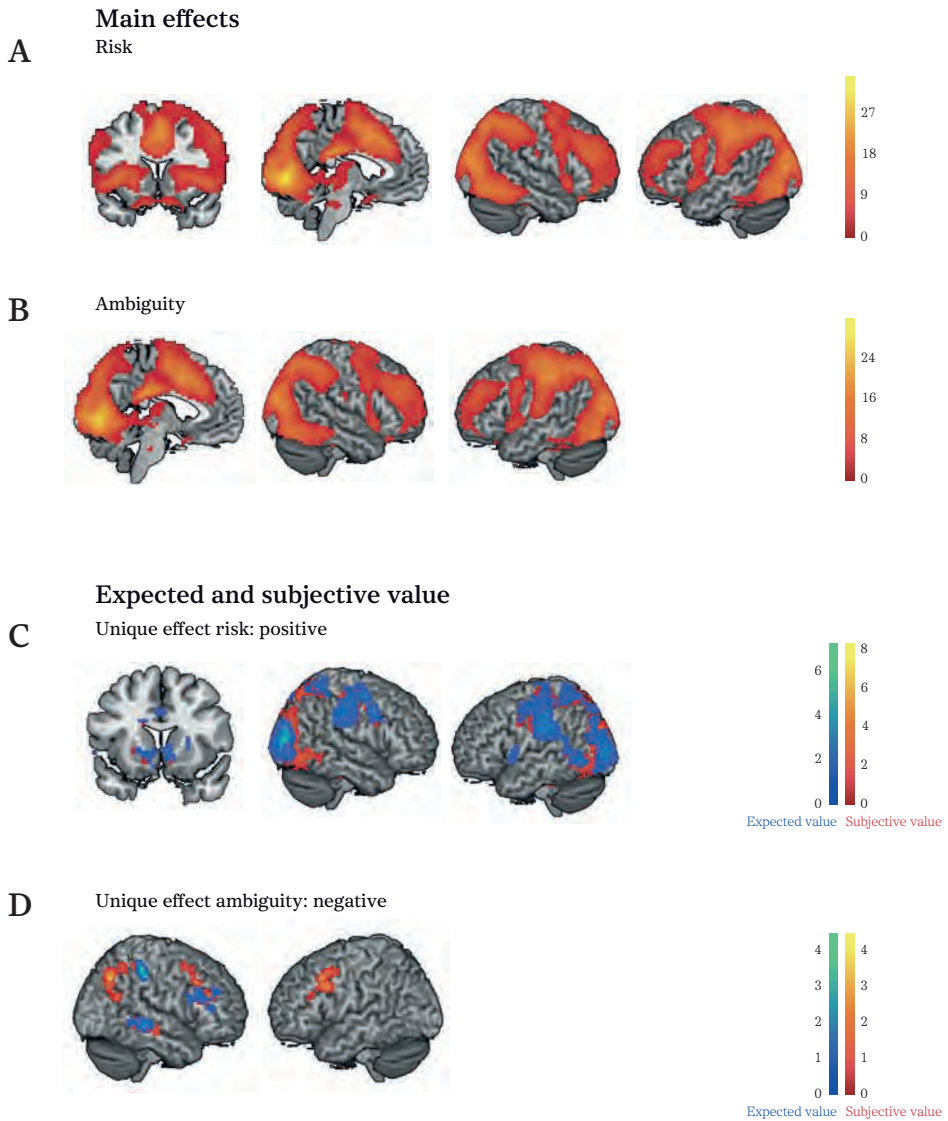 Main effects
A
Risk
27
18
9
0
B
Ambiguity
24
16
8
0
Expected and subjective value
C
Unique effect risk: positive
6
4
2
0
8
6
4
2
0
Expected value Subjective value
D
Unique effect ambiguity: negative
4
3
2
1
0
4
3
2
1
0
Expected value Subjective value